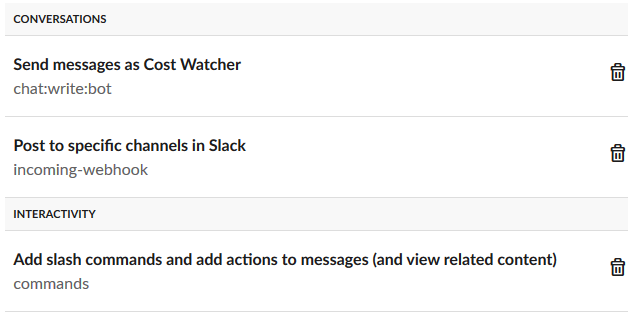 CONVERSATIONS
Send messages as Cost Watcher
chat:write:bot
Post to specific channels in Slack
incoming-webhook
INTERACTIVITY
Add slash commands and add actions to messages (and view related content)
commands